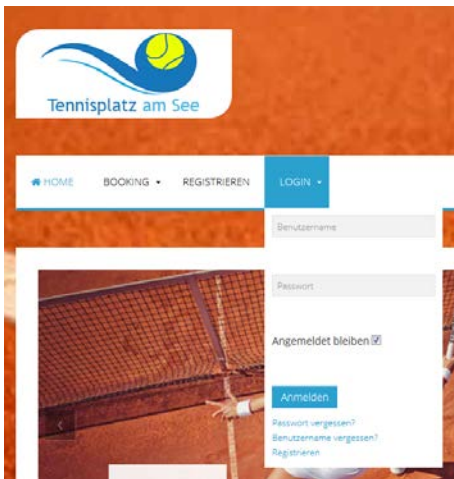 Tennisplatz am See
HOME BOOKING REGISTRIEREN LOGIN
Benutzername
Passwort
Angemeldet bleiben
Anmelden
Passwort vergessen?
Benutzername vergessen?
Registrieren